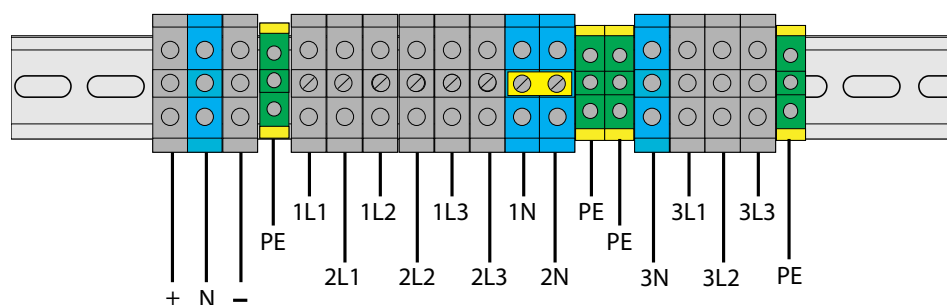 1L1 1L2 1L3 1N PE 3L1 3L3
PE PE
2L1 2L2 2L3 2N 3N 3L2 PE
+ N −